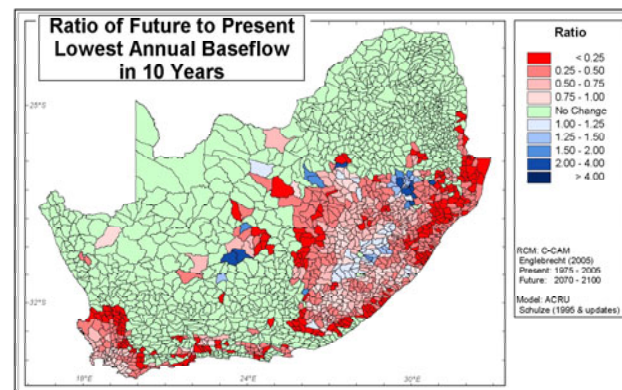 Ratio of Future to Present
Lowest Annual Baseflow
in 10 Years
Ratio
< 0.25
0.25 - 0.50
0.50 - 0.75
0.75 - 1.00
No Change
1.00 - 1.25
1.25 - 1.50
1.50 - 2.00
2.00 - 4.00
> 4.00
RCM: C-CAM
Englebrecht (2005)
Present: 1975 - 2005
Future: 2070 - 2100
Model: ACRU
Schulze (1995 & updates)
18°E
24°E
30°E